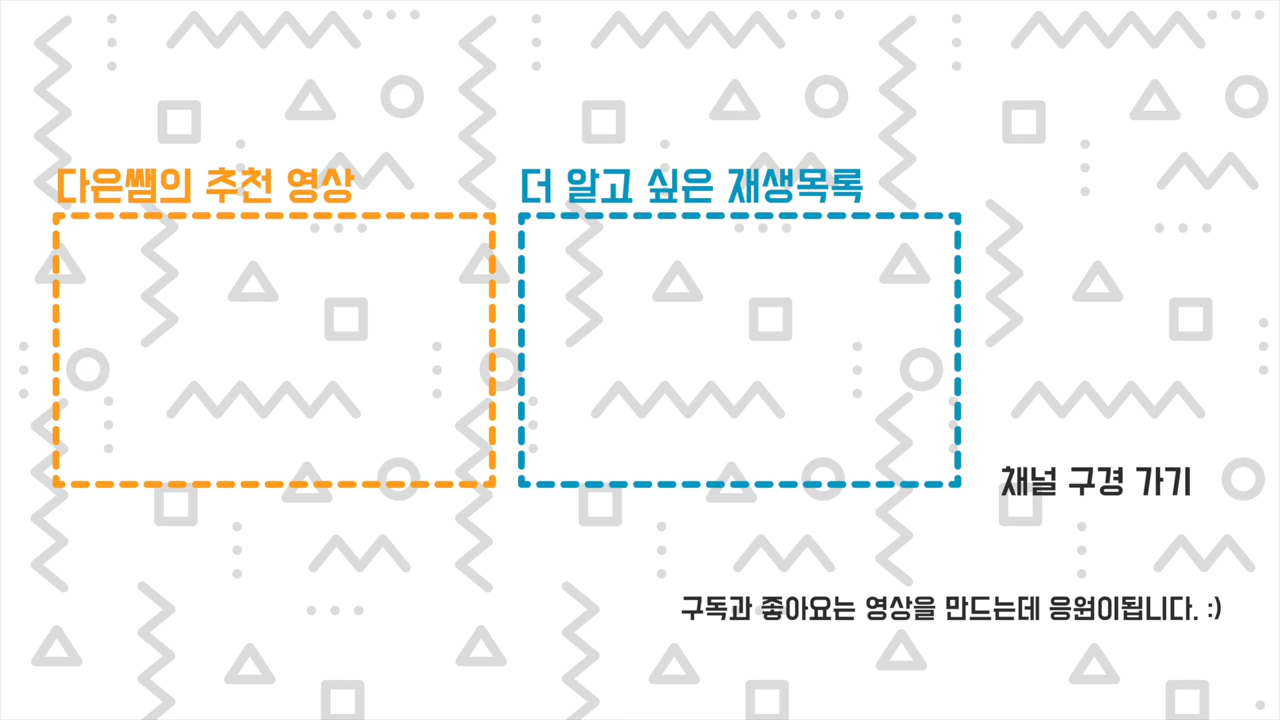 다은쌤의 추천 영상
더 알고 싶은 재생목록
채널 구경 가기
구독과 좋아요는 영상을 만드는데 응원이됩니다. :)